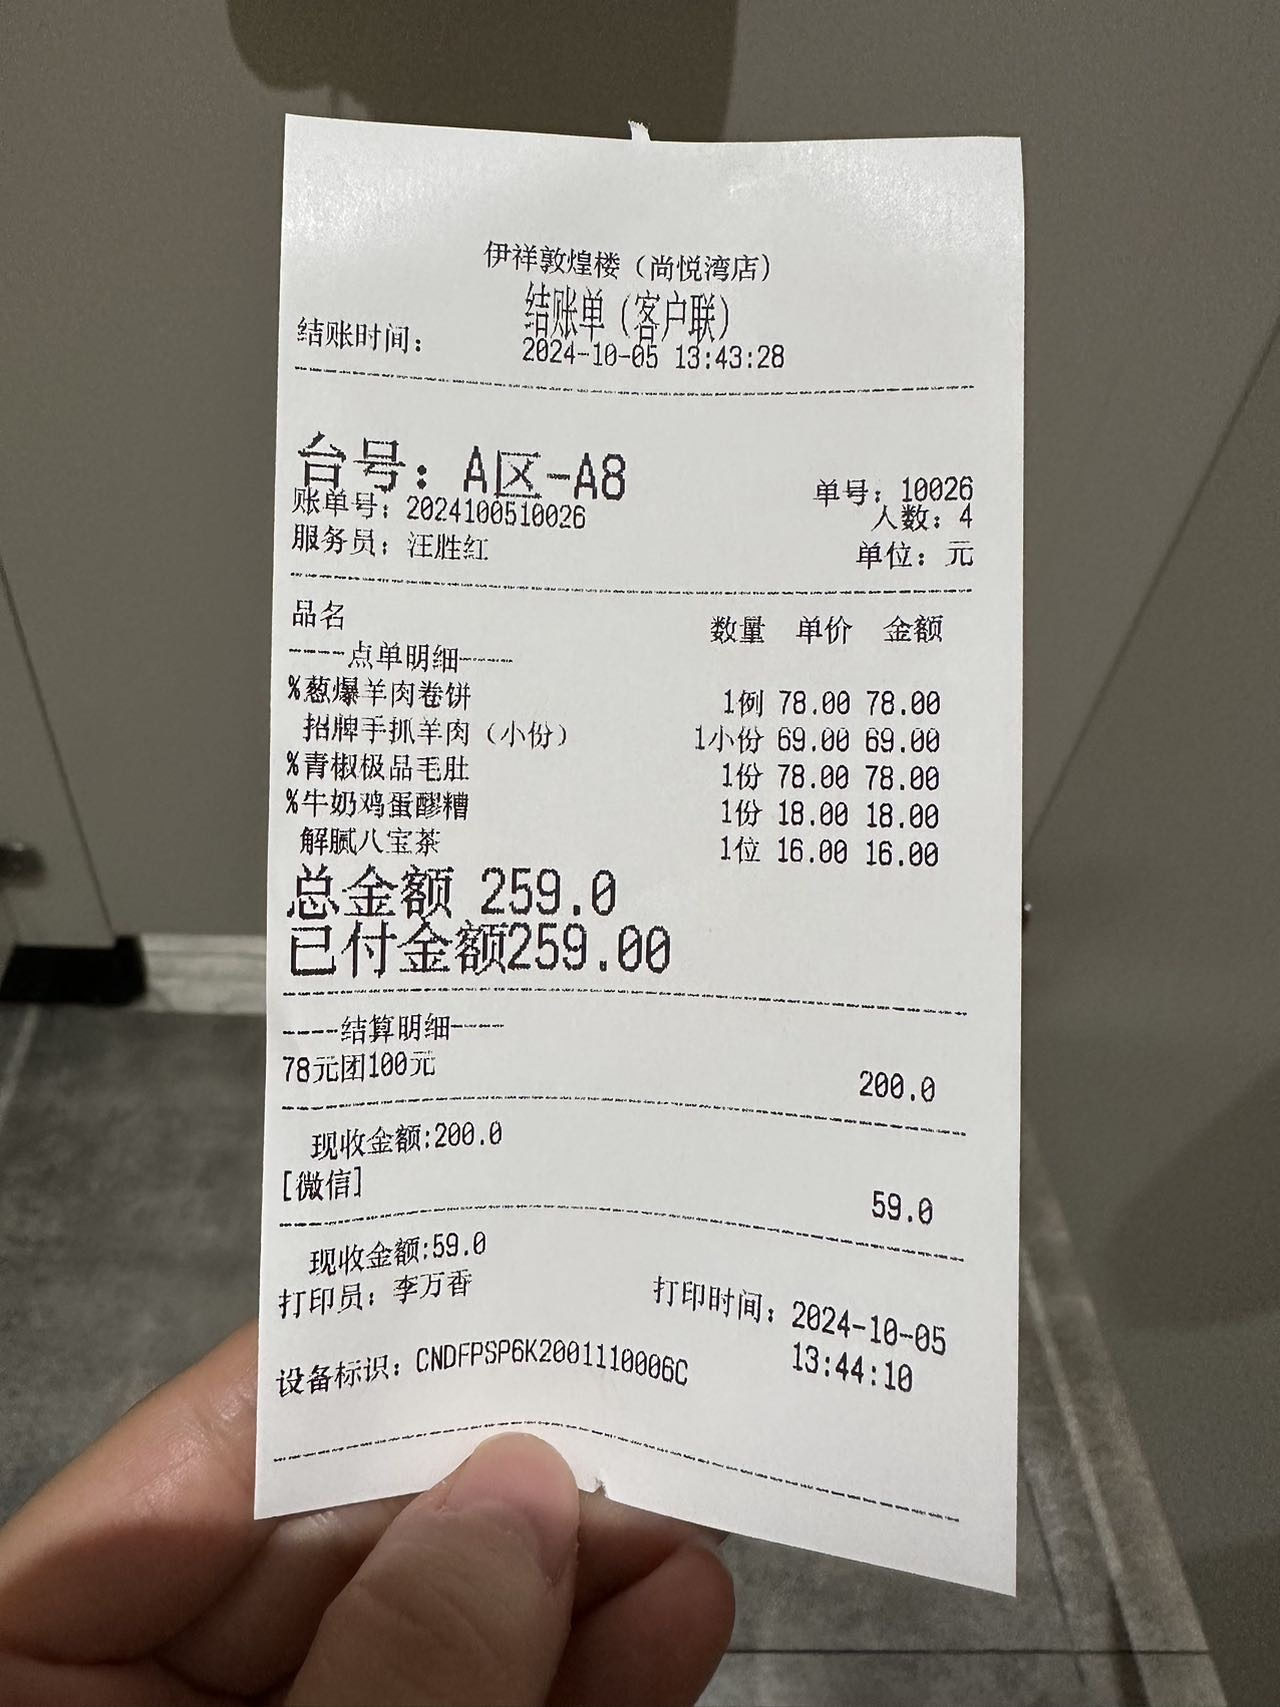 伊祥敦煌楼（尚悦湾店）
结账单（客户联）
结账时间： 2024-10-05 13:43:28
台号：A区-A8
单号：10026
账单号：2024100510026
人数：4
服务员：汪胜红
单位：元
品名 数量 单价 金额
----点单明细----
%葱爆羊肉卷饼 1例 78.00 78.00
招牌手抓羊肉（小份） 1小份 69.00 69.00
%青椒极品毛肚 1份 78.00 78.00
%牛奶鸡蛋醪糟 1份 18.00 18.00
解腻八宝茶 1位 16.00 16.00
总金额 259.0
已付金额259.00
----结算明细----
78元团100元 200.0
现收金额:200.0
[微信] 59.0
现收金额:59.0
打印员：李万香 打印时间：2024-10-05
13:44:10
设备标识：CNDFPSP6K2001110006C